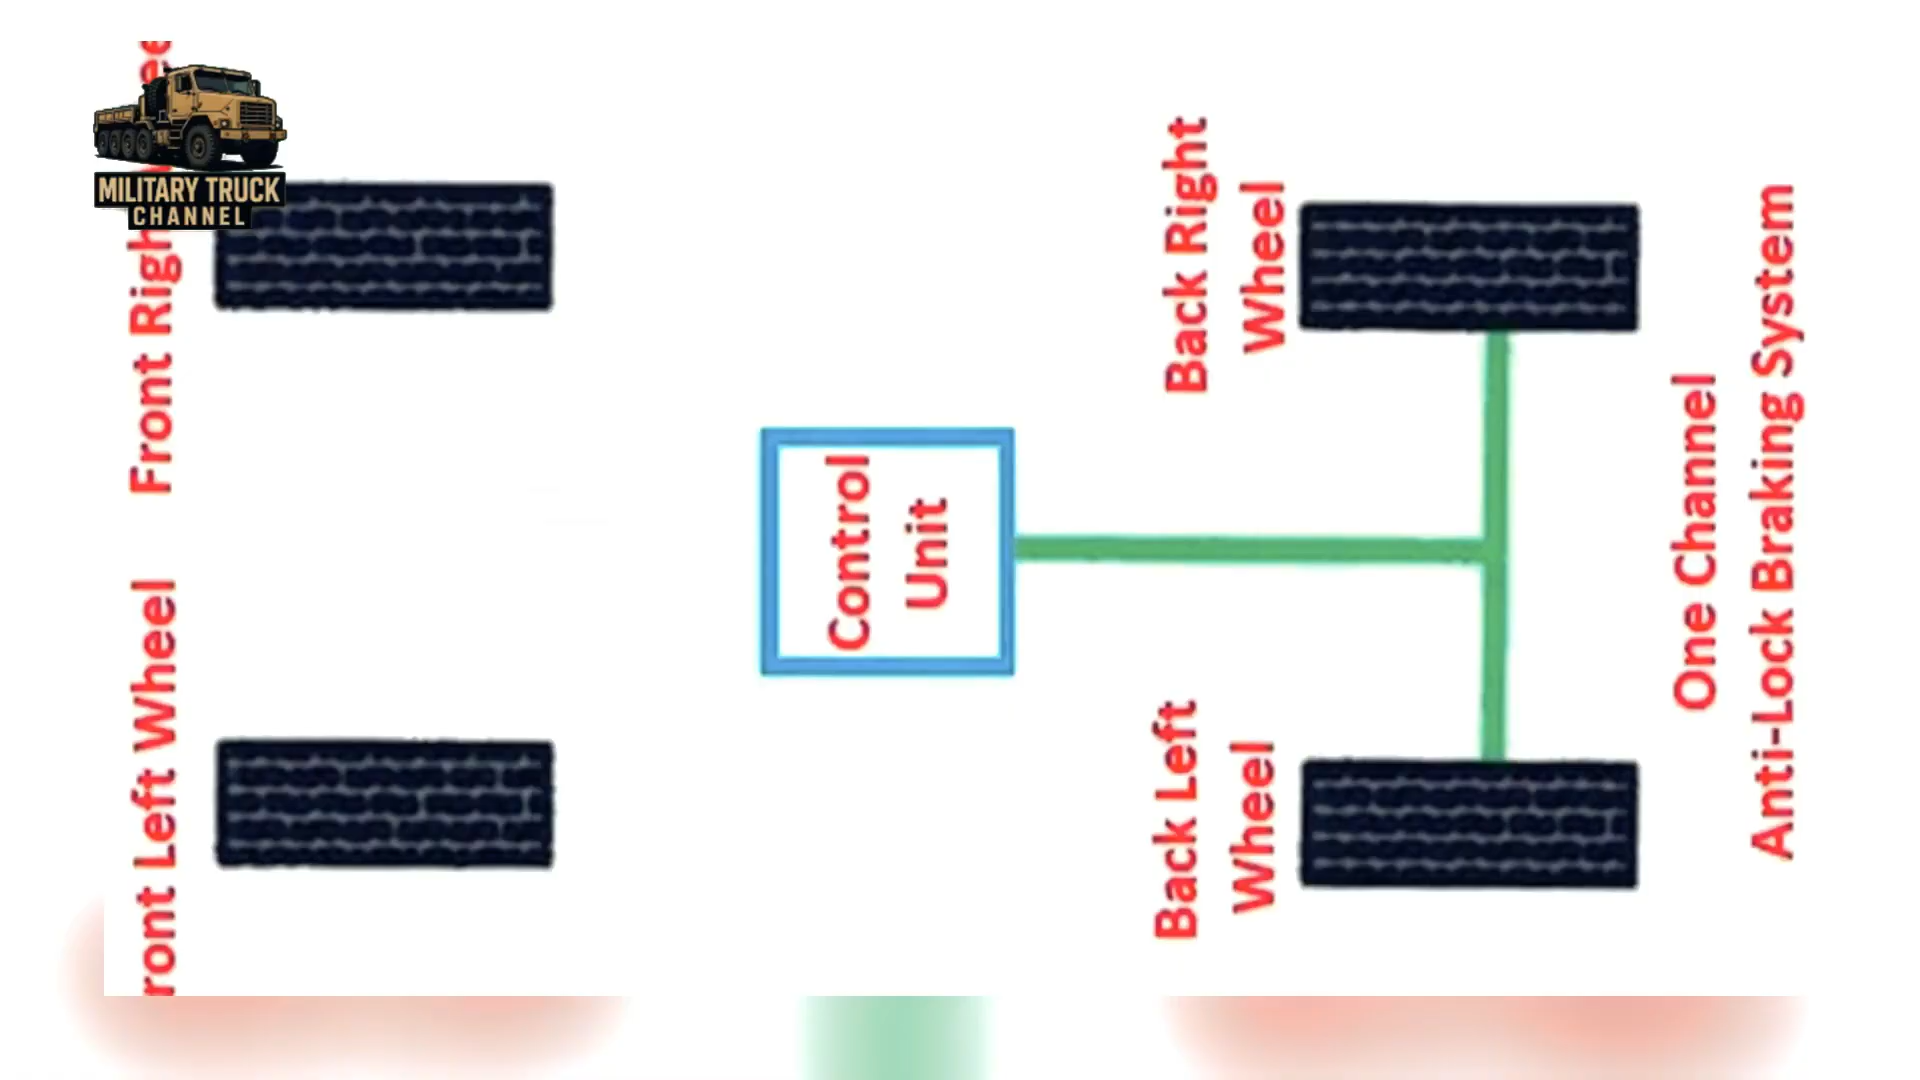 MILITARY TRUCK
CHANNEL
Front Right
Front Left Wheel
Control
Unit
Back Right
Wheel
Back Left
Wheel
One Channel
Anti-Lock Braking System